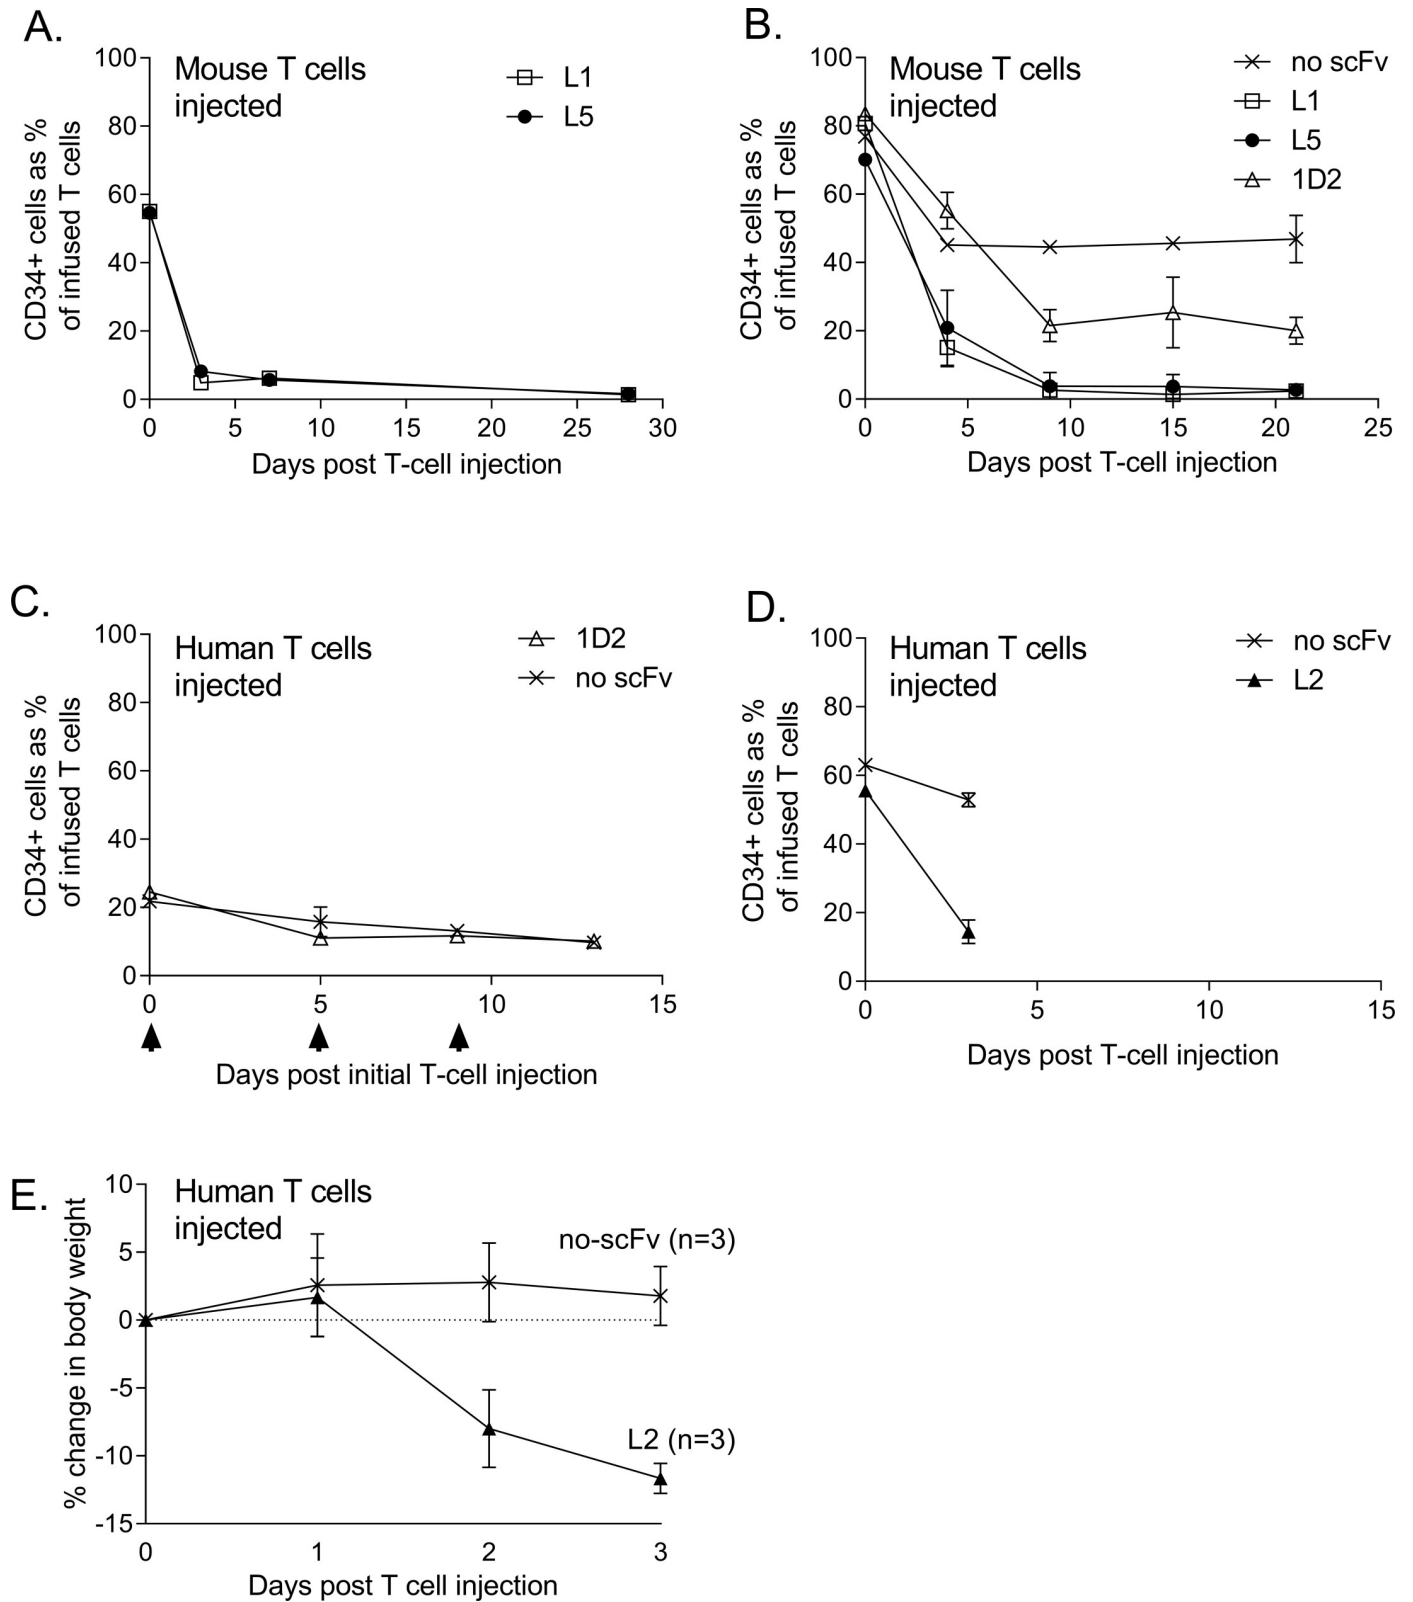 A.
Mouse T cells
injected
L1
L5
CD34+ cells as %
of infused T cells
100
80
60
40
20
0
0 5 10 15 20 25 30
Days post T-cell injection
B.
Mouse T cells
injected
no scFv
L1
L5
1D2
CD34+ cells as %
of infused T cells
100
80
60
40
20
0
0 5 10 15 20 25
Days post T-cell injection
C.
Human T cells
injected
1D2
no scFv
CD34+ cells as %
of infused T cells
100
80
60
40
20
0
0 5 10 15
Days post initial T-cell injection
D.
Human T cells
injected
no scFv
L2
CD34+ cells as %
of infused T cells
100
80
60
40
20
0
0 5 10 15
Days post T-cell injection
E.
Human T cells
injected
no-scFv (n=3)
L2 (n=3)
% change in body weight
10
5
0
-5
-10
-15
0 1 2 3
Days post T cell injection